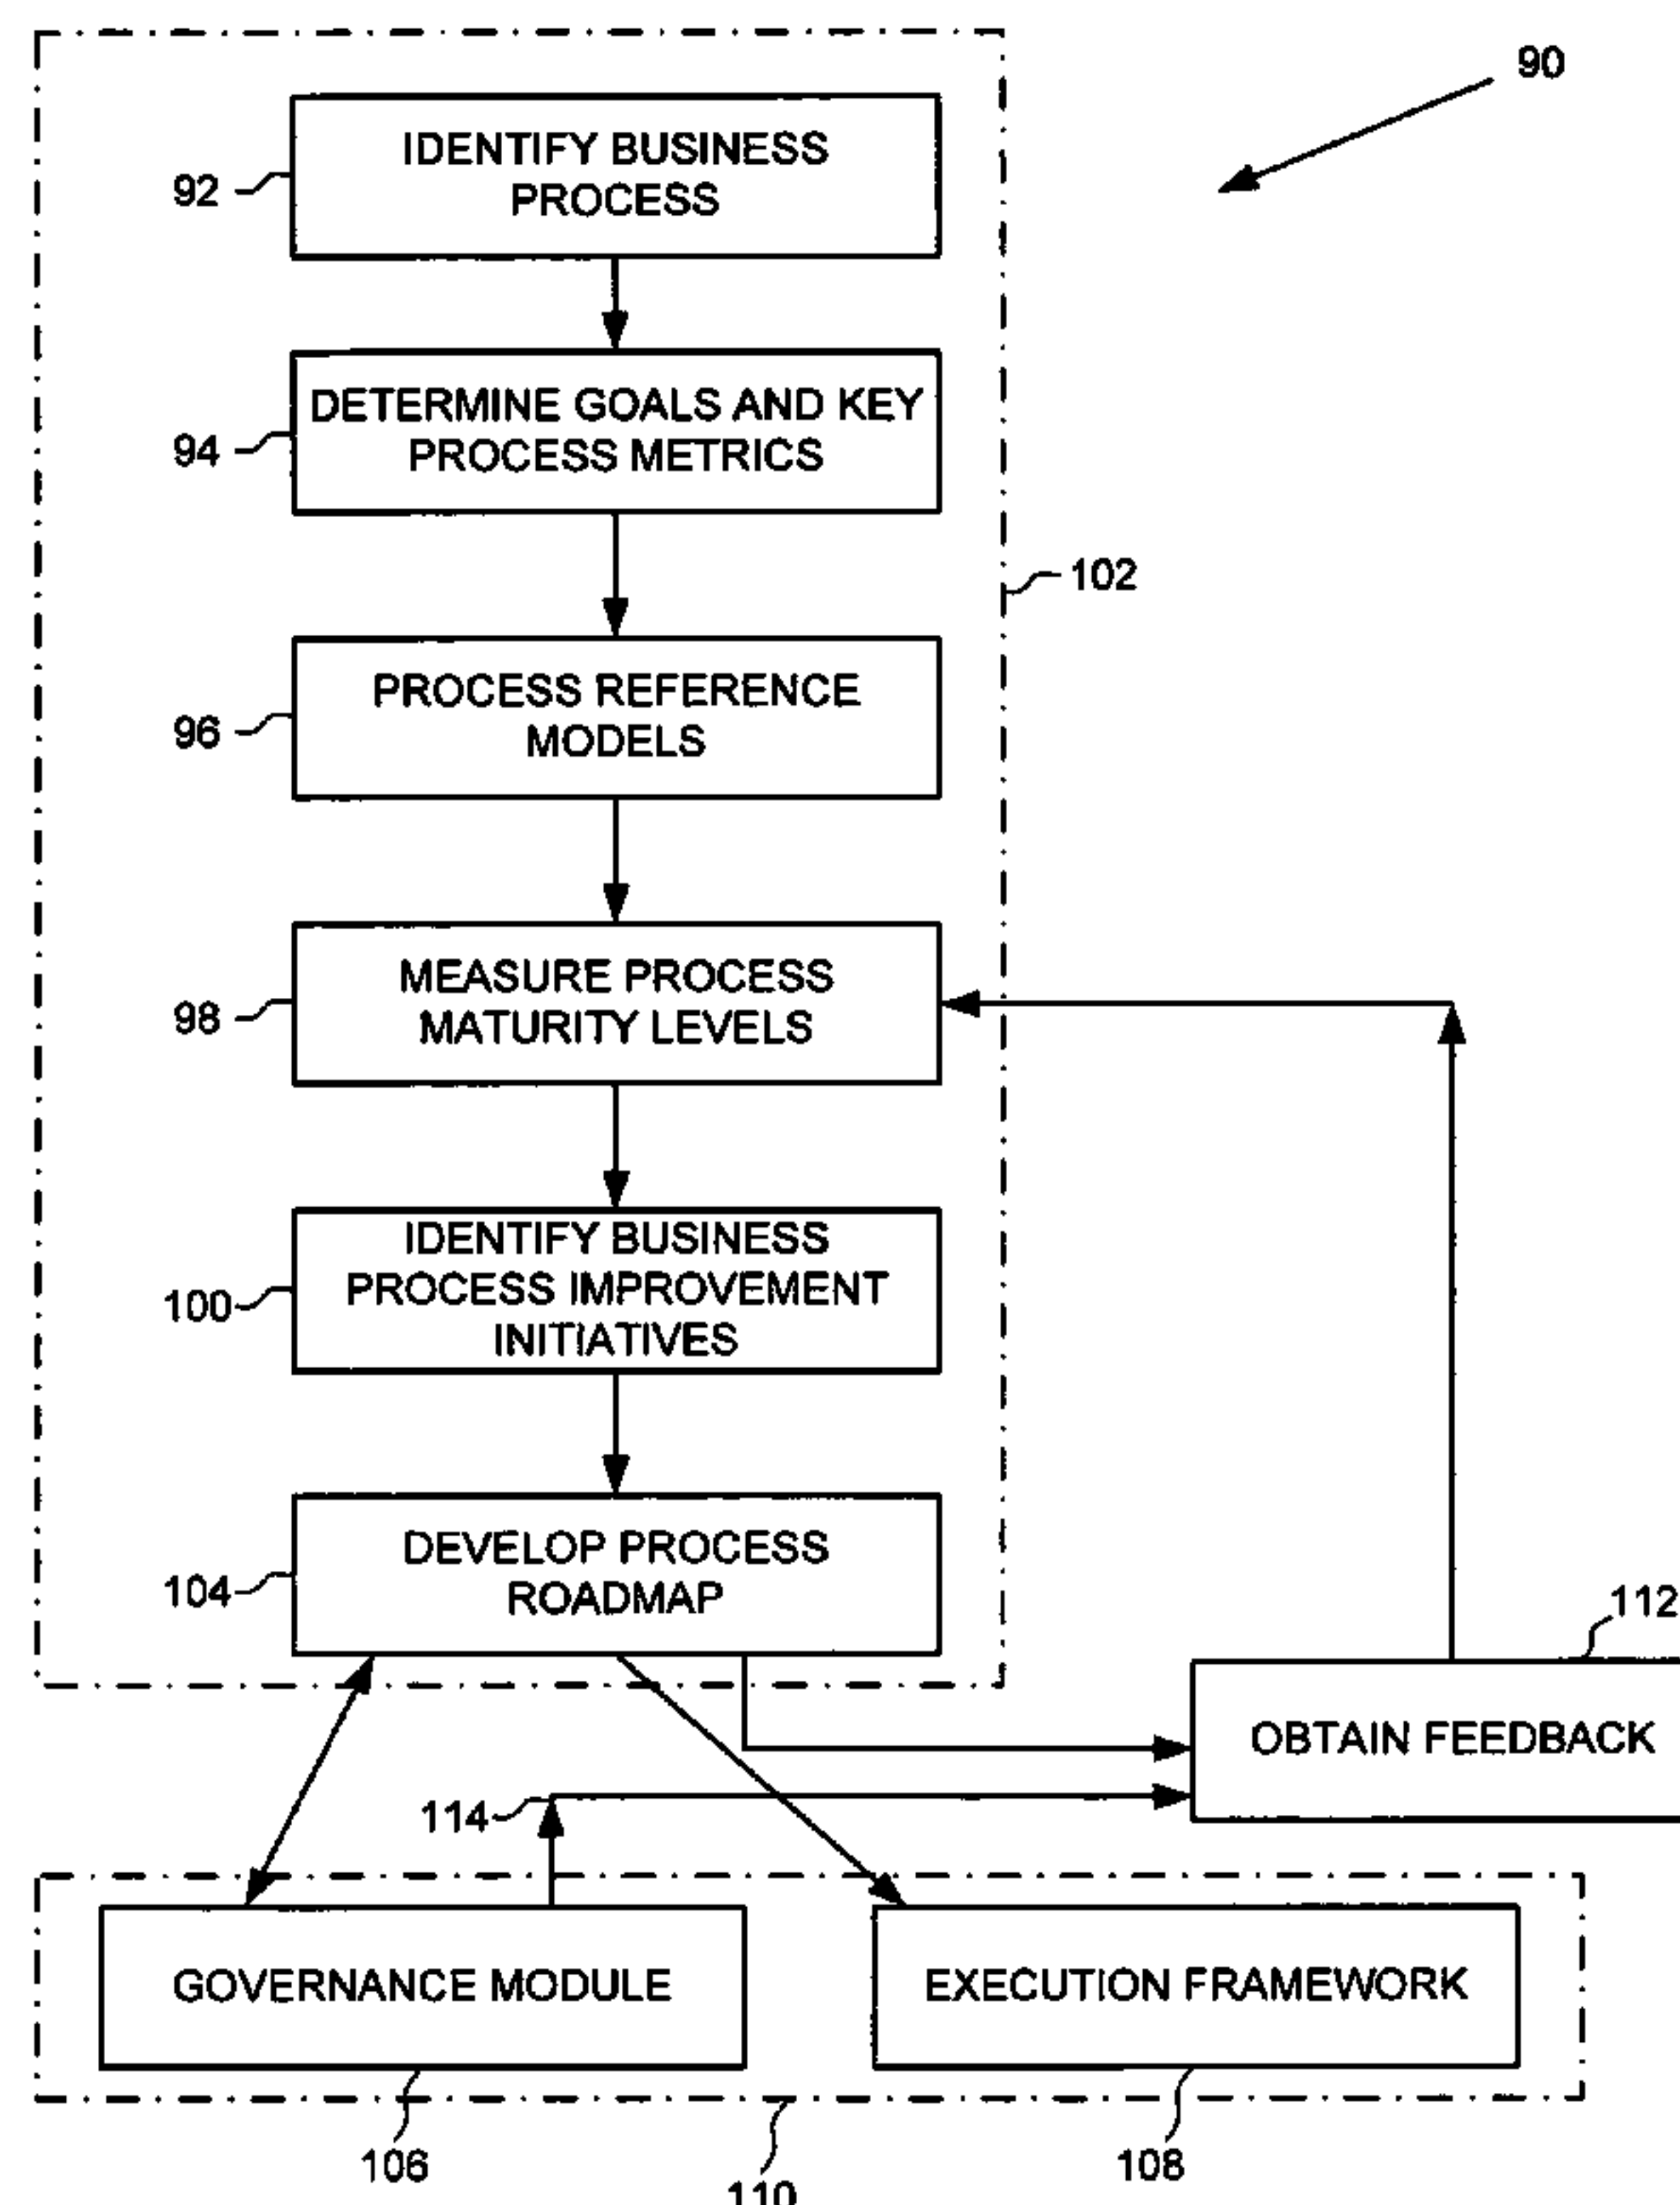 90
IDENTIFY BUSINESS
PROCESS
92
DETERMINE GOALS AND KEY
PROCESS METRICS
94
102
PROCESS REFERENCE
MODELS
96
MEASURE PROCESS
MATURITY LEVELS
98
IDENTIFY BUSINESS
PROCESS IMPROVEMENT
INITIATIVES
100
DEVELOP PROCESS
ROADMAP
104
112
OBTAIN FEEDBACK
114
GOVERNANCE MODULE
EXECUTION FRAMEWORK
106
108
110